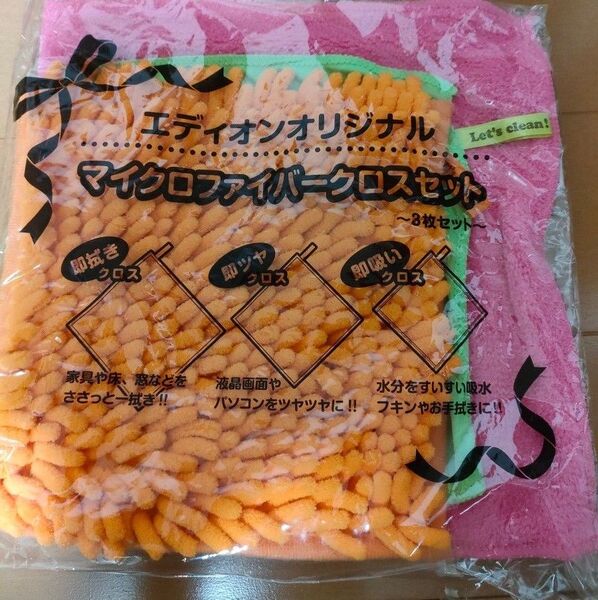 エディオンオリジナル
Let's clean!
マイクロファイバークロスセット
～3枚セット～
即拭き
クロス
即ツヤ
クロス
即吸い
クロス
家具や床、窓などを
ささっと一拭き!!
液晶画面や
パソコンをツヤツヤに!!
水分をすいすい吸水
フキンやお手拭きに!!